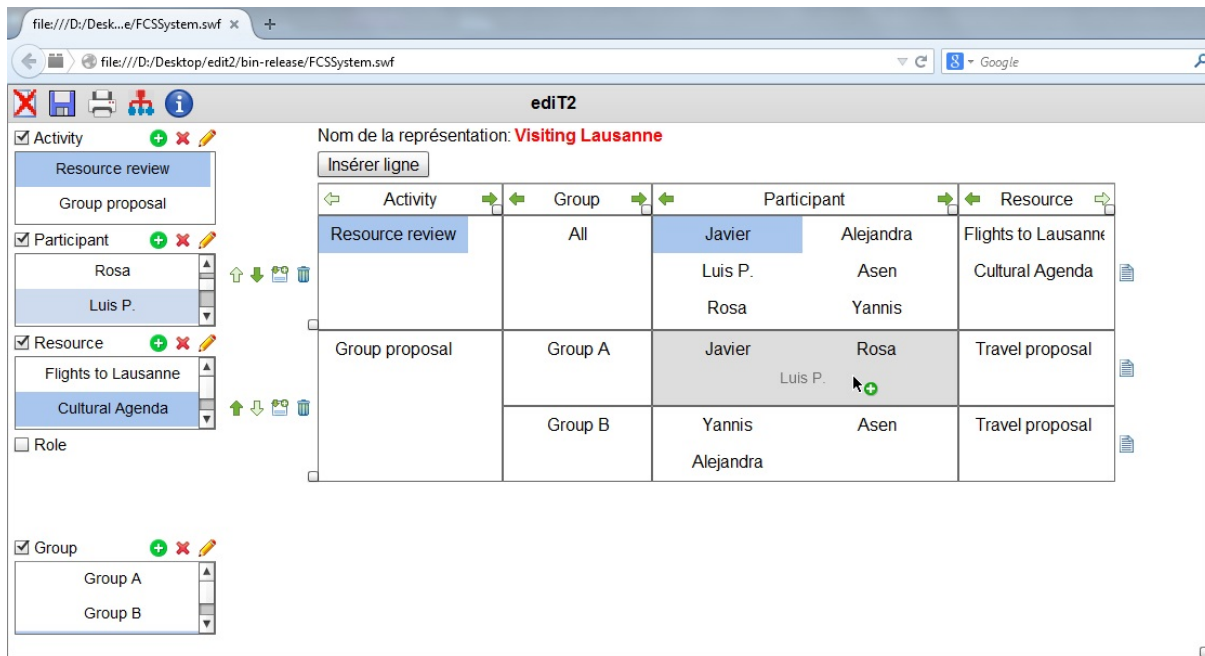 file:///D:/Desk...e/FCSSystem.swf
file:///D:/Desktop/edit2/bin-release/FCSSystem.swf
8 Google
ediT2
Activity
Resource review
Group proposal
Participant
Rosa
Luis P.
Resource
Flights to Lausanne
Cultural Agenda
Role
Group
Group A
Group B
Nom de la représentation: Visiting Lausanne
Insérer ligne
Activity Group Participant Resource
Resource review All Javier Alejandra Flights to Lausanne
Luis P. Asen Cultural Agenda
Rosa Yannis
Group proposal Group A Javier Rosa Travel proposal
Luis P.
Group B Yannis Asen Travel proposal
Alejandra